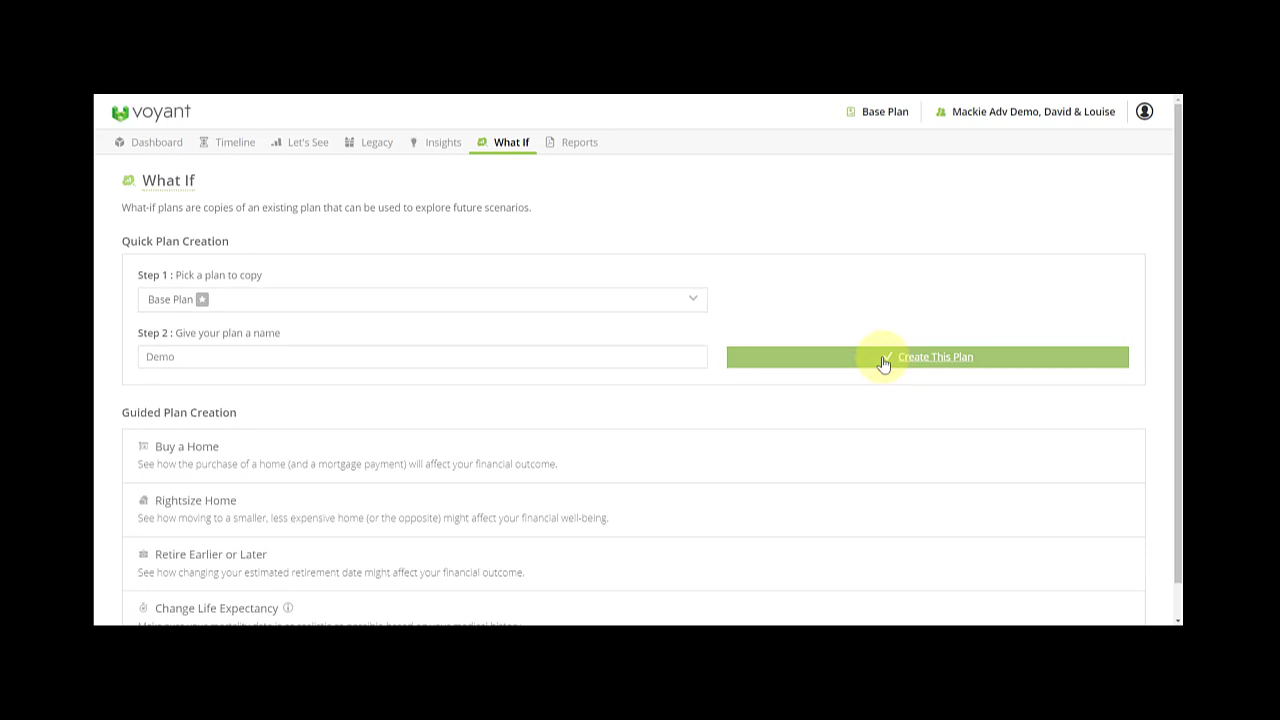 voyant
Base Plan
Mackie Adv Demo, David & Louise
Dashboard Timeline Let's See Legacy Insights What If Reports
What If
What-if plans are copies of an existing plan that can be used to explore future scenarios.
Quick Plan Creation
Step 1 : Pick a plan to copy
Base Plan
Step 2 : Give your plan a name
Demo
Create This Plan
Guided Plan Creation
Buy a Home
See how the purchase of a home (and a mortgage payment) will affect your financial outcome.
Rightsize Home
See how moving to a smaller, less expensive home (or the opposite) might affect your financial well-being.
Retire Earlier or Later
See how changing your estimated retirement date might affect your financial outcome.
Change Life Expectancy